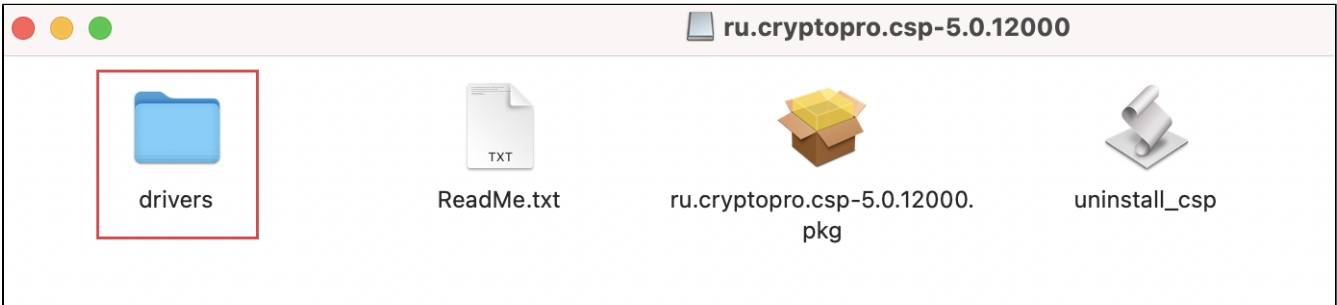 ru.cryptopro.csp-5.0.12000
TXT
drivers
ReadMe.txt
ru.cryptopro.csp-5.0.12000.
pkg
uninstall_csp